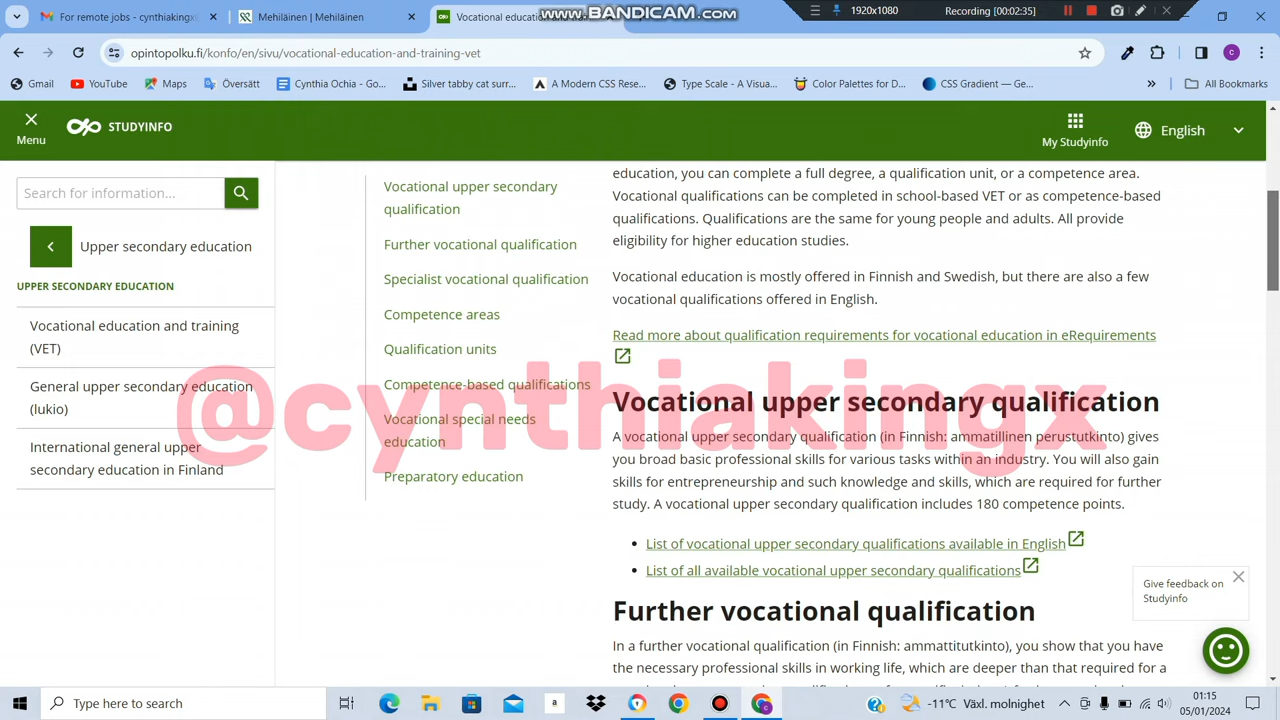 For remote jobs - cynthiakingx
Mehiläinen | Mehiläinen
Vocational educati
www.BANDICAM.com
1920x1080
Recording [00:02:35]
opintopolku.fi/konfo/en/sivu/vocational-education-and-training-vet
Gmail
YouTube
Maps
Översätt
Cynthia Ochia - Go...
Silver tabby cat surr...
A Modern CSS Rese...
Type Scale - A Visua...
Color Palettes for D...
CSS Gradient — Ge...
All Bookmarks
Menu
STUDYINFO
My Studyinfo
English
Search for information...
Upper secondary education
UPPER SECONDARY EDUCATION
Vocational education and training
(VET)
General upper secondary education
(lukio)
International general upper
secondary education in Finland
Vocational upper secondary
qualification
Further vocational qualification
Specialist vocational qualification
Competence areas
Qualification units
Competence-based qualifications
Vocational special needs
education
Preparatory education
education, you can complete a full degree, a qualification unit, or a competence area.
Vocational qualifications can be completed in school-based VET or as competence-based
qualifications. Qualifications are the same for young people and adults. All provide
eligibility for higher education studies.
Vocational education is mostly offered in Finnish and Swedish, but there are also a few
vocational qualifications offered in English.
Read more about qualification requirements for vocational education in eRequirements
@cynthiakingx
Vocational upper secondary qualification
A vocational upper secondary qualification (in Finnish: ammatillinen perustutkinto) gives
you broad basic professional skills for various tasks within an industry. You will also gain
skills for entrepreneurship and such knowledge and skills, which are required for further
study. A vocational upper secondary qualification includes 180 competence points.
List of vocational upper secondary qualifications available in English
List of all available vocational upper secondary qualifications
Further vocational qualification
In a further vocational qualification (in Finnish: ammattitutkinto), you show that you have
the necessary professional skills in working life, which are deeper than that required for a
Give feedback on
Studyinfo
Type here to search
-11°C Växl. molnighet
01:15
05/01/2024